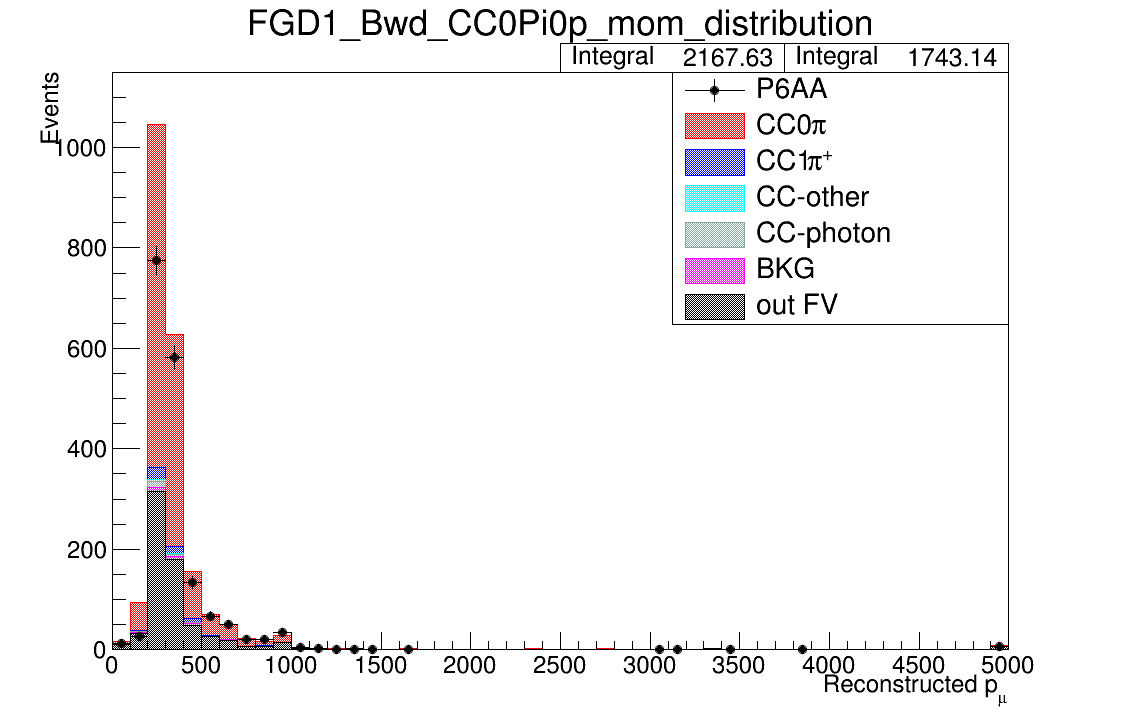 FGD1_Bwd_CC0Pi0p_mom_distribution
Integral 2167.63 Integral 1743.14
P6AA
CC0π
CC1π⁺
CC-other
CC-photon
BKG
out FV
Events
1000
800
600
400
200
0
0 500 1000 1500 2000 2500 3000 3500 4000 4500 5000
Reconstructed pμ